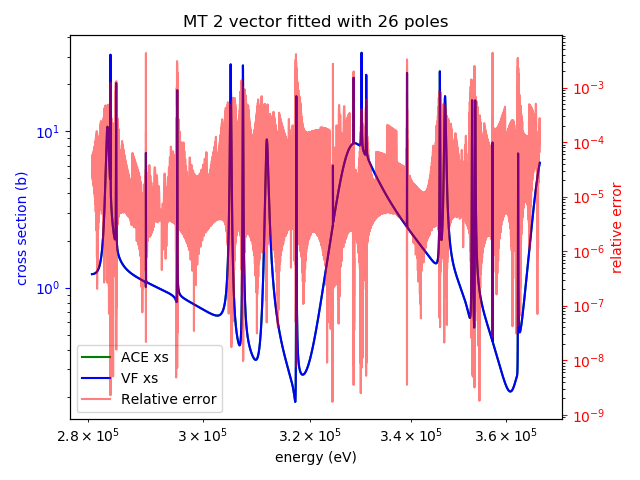 MT 2 vector fitted with 26 poles
cross section (b)
10¹
10⁰
10⁻³
10⁻⁴
10⁻⁵
10⁻⁶
10⁻⁷
10⁻⁸
10⁻⁹
relative error
ACE xs
VF xs
Relative error
2.8 × 10⁵ 3 × 10⁵ 3.2 × 10⁵ 3.4 × 10⁵ 3.6 × 10⁵
energy (eV)